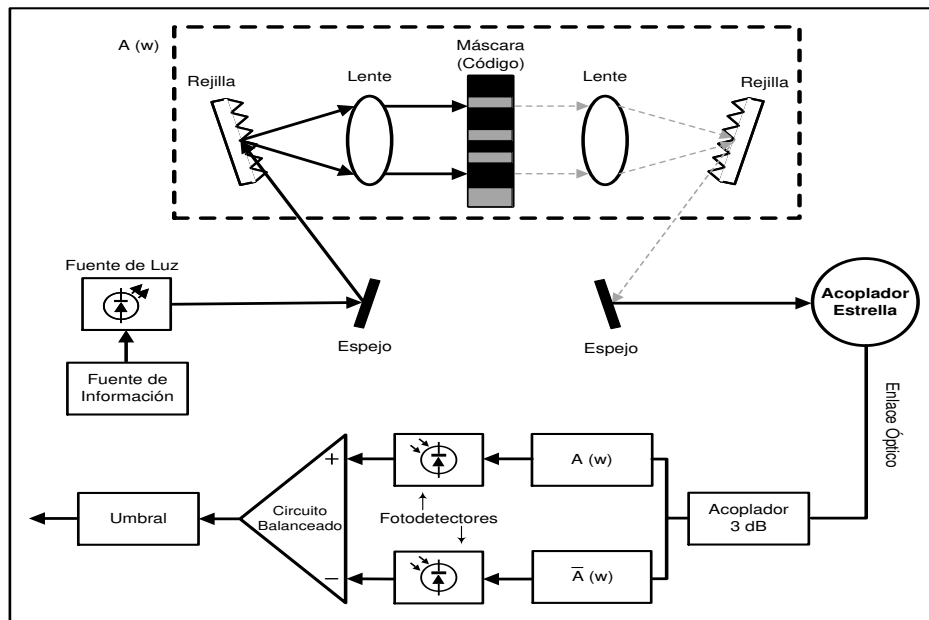 A (w)
Rejilla
Lente
Máscara
(Código)
Lente
Rejilla
Fuente de Luz
Espejo
Espejo
Acoplador
Estrella
Fuente de
Información
Enlace Óptico
Umbral
+
Circuito
Balanceado
−
Fotodetectores
A (w)
A̅ (w)
Acoplador
3 dB